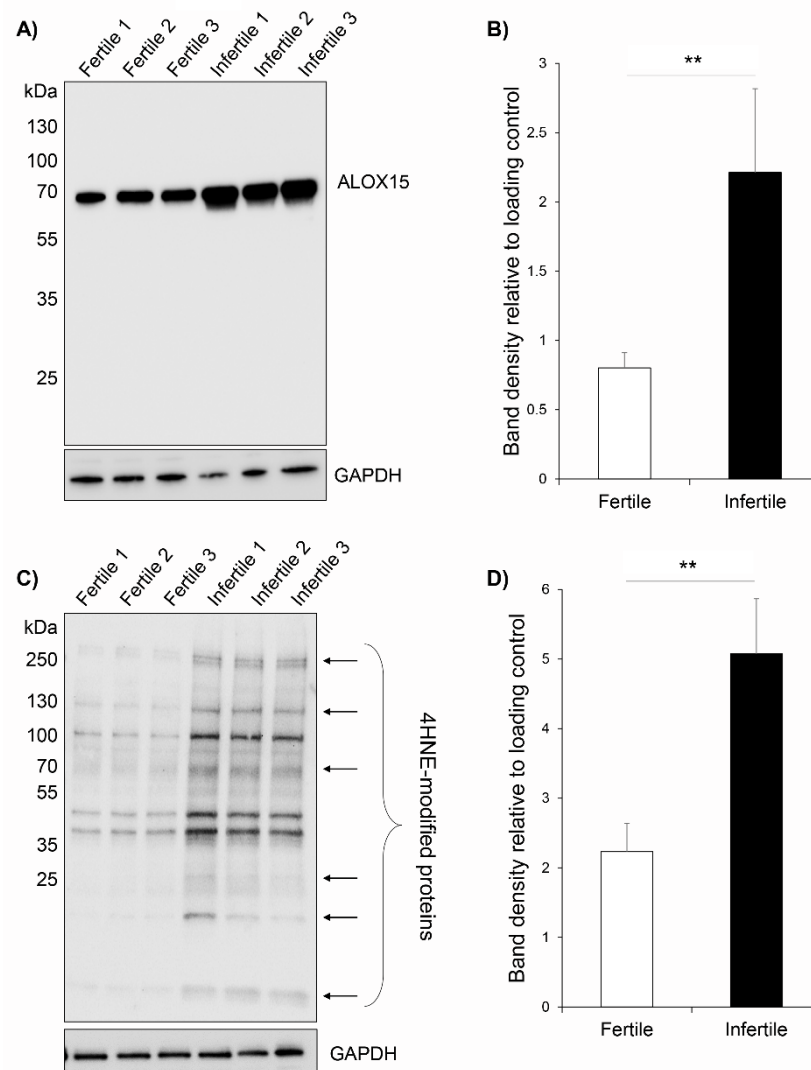 A)
Fertile 1
Fertile 2
Fertile 3
Infertile 1
Infertile 2
Infertile 3
kDa
130
100
70
55
35
25
ALOX15
GAPDH
B)
**
Band density relative to loading control
3
2.5
2
1.5
1
0.5
0
Fertile
Infertile
C)
Fertile 1
Fertile 2
Fertile 3
Infertile 1
Infertile 2
Infertile 3
kDa
250
130
100
70
55
35
25
4HNE-modified proteins
GAPDH
D)
**
Band density relative to loading control
6
5
4
3
2
1
0
Fertile
Infertile